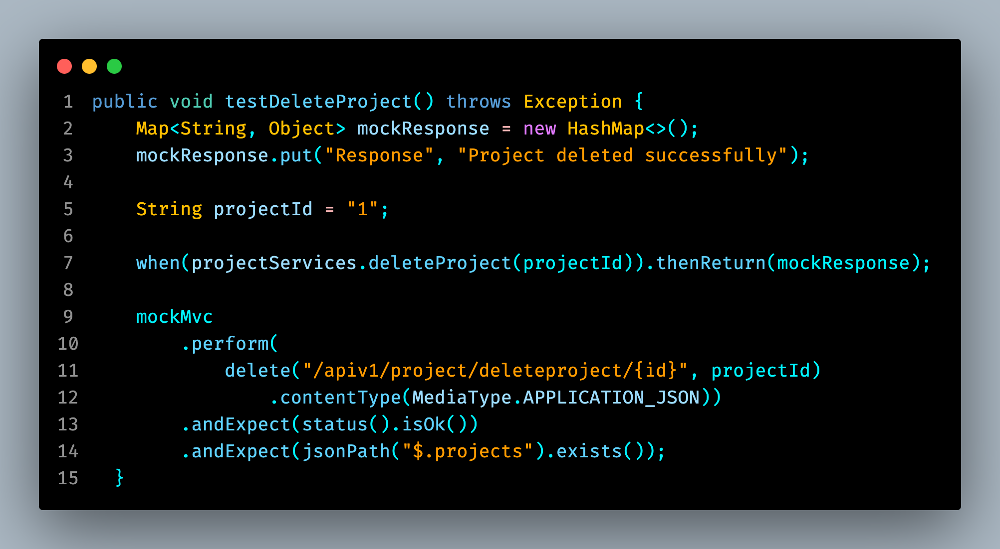 1 public void testDeleteProject() throws Exception {
2     Map<String, Object> mockResponse = new HashMap<>();
3     mockResponse.put("Response", "Project deleted successfully");
4
5     String projectId = "1";
6
7     when(projectServices.deleteProject(projectId)).thenReturn(mockResponse);
8
9     mockMvc
10         .perform(
11             delete("/apiv1/project/deleteproject/{id}", projectId)
12                 .contentType(MediaType.APPLICATION_JSON))
13         .andExpect(status().isOk())
14         .andExpect(jsonPath("$.projects").exists());
15   }